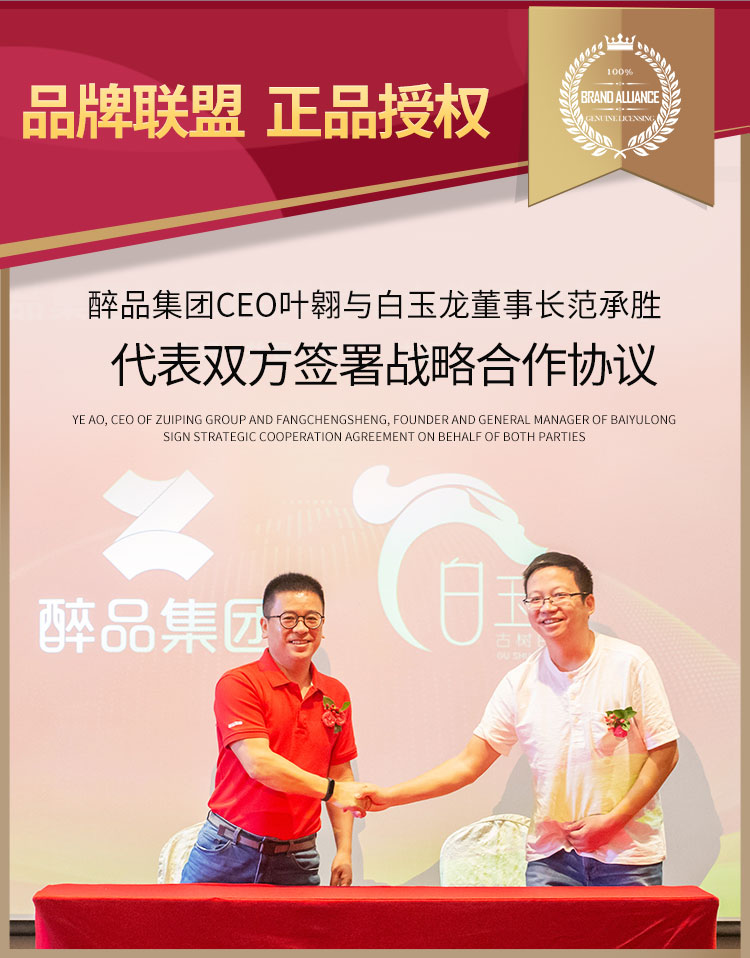 品牌联盟 正品授权
100%
BRAND ALLIANCE
GENUINE LICENSING
醉品集团CEO叶翱与白玉龙董事长范承胜
代表双方签署战略合作协议
YE AO, CEO OF ZUIPING GROUP AND FANGCHENGSHENG, FOUNDER AND GENERAL MANAGER OF BAIYULONG
SIGN STRATEGIC COOPERATION AGREEMENT ON BEHALF OF BOTH PARTIES
醉品集团
白玉
古树
GU SHU